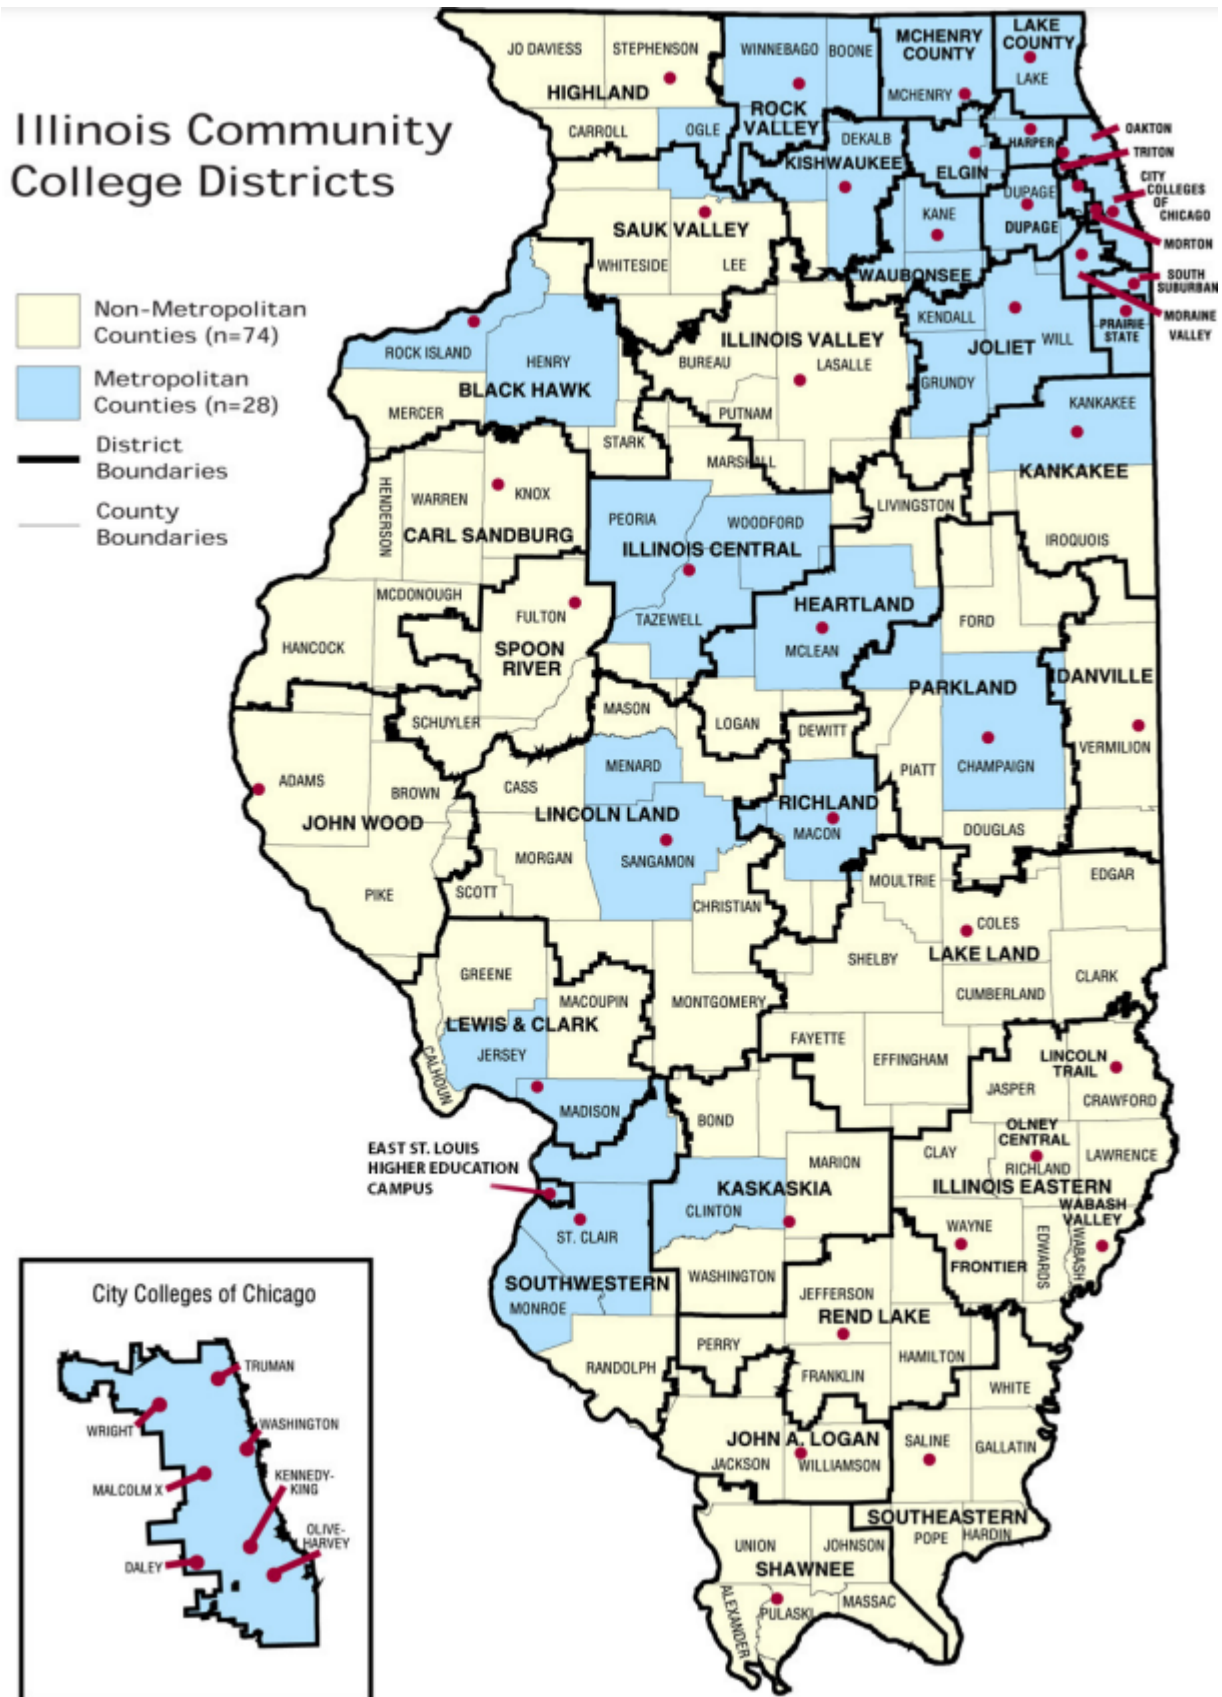 Illinois Community
College Districts
Non-Metropolitan
Counties (n=74)
Metropolitan
Counties (n=28)
District
Boundaries
County
Boundaries
JO DAVIESS
STEPHENSON
HIGHLAND
CARROLL
WINNEBAGO
BOONE
ROCK
VALLEY
OGLE
MCHENRY
COUNTY
MCHENRY
LAKE
COUNTY
LAKE
DEKALB
KISHWAUKEE
ELGIN
HARPER
OAKTON
TRITON
CITY
COLLEGES
OF
CHICAGO
MORTON
SOUTH
SUBURBAN
MORAINE
VALLEY
PRAIRIE
STATE
DUPAGE
DUPAGE
KANE
WAUBONSEE
SAUK VALLEY
WHITESIDE
LEE
ROCK ISLAND
HENRY
BLACK HAWK
MERCER
BUREAU
ILLINOIS VALLEY
LASALLE
PUTNAM
KENDALL
JOLIET
WILL
GRUNDY
KANKAKEE
KANKAKEE
STARK
MARSHALL
LIVINGSTON
IROQUOIS
HENDERSON
WARREN
KNOX
CARL SANDBURG
PEORIA
WOODFORD
ILLINOIS CENTRAL
TAZEWELL
HEARTLAND
MCLEAN
FORD
MCDONOUGH
HANCOCK
FULTON
SPOON
RIVER
SCHUYLER
MASON
LOGAN
DEWITT
PARKLAND
CHAMPAIGN
PIATT
DANVILLE
VERMILION
ADAMS
BROWN
JOHN WOOD
PIKE
CASS
MENARD
LINCOLN LAND
MORGAN
SANGAMON
SCOTT
CHRISTIAN
RICHLAND
MACON
DOUGLAS
MOULTRIE
EDGAR
COLES
LAKE LAND
SHELBY
CUMBERLAND
CLARK
GREENE
MACOUPIN
MONTGOMERY
LEWIS & CLARK
JERSEY
CALHOUN
MADISON
FAYETTE
EFFINGHAM
LINCOLN
TRAIL
JASPER
CRAWFORD
BOND
OLNEY
CENTRAL
CLAY
RICHLAND
LAWRENCE
ILLINOIS EASTERN
EAST ST. LOUIS
HIGHER EDUCATION
CAMPUS
MARION
KASKASKIA
CLINTON
ST. CLAIR
SOUTHWESTERN
MONROE
WASHINGTON
WAYNE
FRONTIER
EDWARDS
WABASH
VALLEY
WABASH
JEFFERSON
REND LAKE
RANDOLPH
PERRY
FRANKLIN
HAMILTON
WHITE
JOHN A. LOGAN
JACKSON
WILLIAMSON
SALINE
GALLATIN
SOUTHEASTERN
POPE
HARDIN
UNION
JOHNSON
SHAWNEE
ALEXANDER
PULASKI
MASSAC
City Colleges of Chicago
TRUMAN
WRIGHT
WASHINGTON
MALCOLM X
KENNEDY-
KING
OLIVE-
HARVEY
DALEY